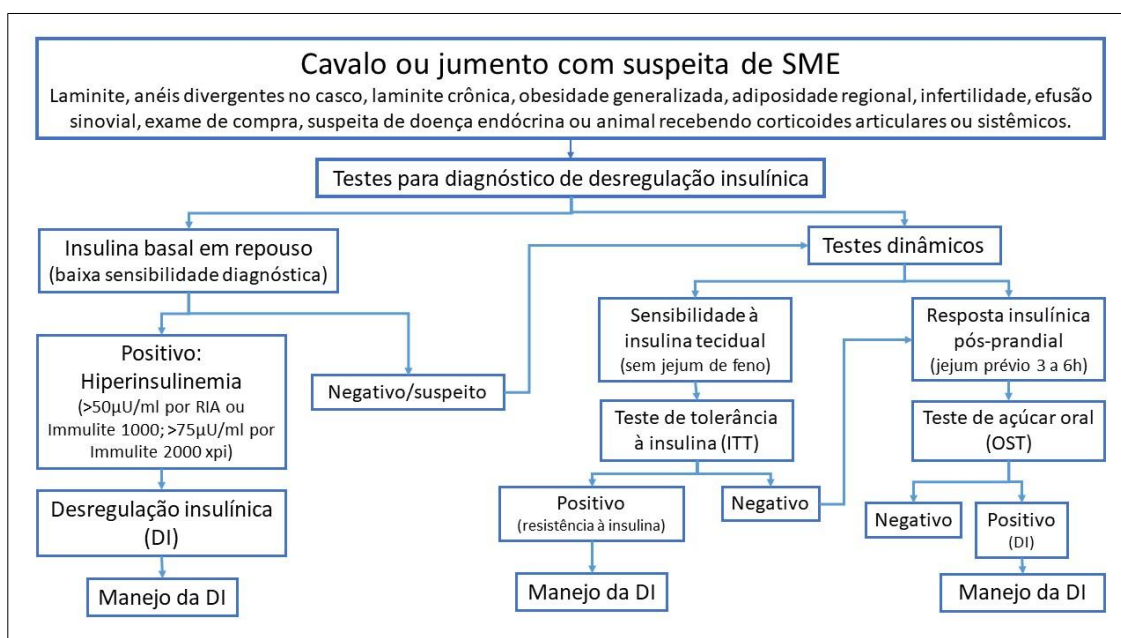 Cavalo ou jumento com suspeita de SME
Laminite, anéis divergentes no casco, laminite crônica, obesidade generalizada, adiposidade regional, infertilidade, efusão
sinovial, exame de compra, suspeita de doença endócrina ou animal recebendo corticoides articulares ou sistêmicos.
Testes para diagnóstico de desregulação insulínica
Insulina basal em repouso
(baixa sensibilidade diagnóstica)
Testes dinâmicos
Positivo:
Hiperinsulinemia
(>50µU/ml por RIA ou
Immulite 1000; >75µU/ml por
Immulite 2000 xpi)
Negativo/suspeito
Sensibilidade à
insulina tecidual
(sem jejum de feno)
Resposta insulínica
pós-prandial
(jejum prévio 3 a 6h)
Teste de tolerância
à insulina (ITT)
Teste de açúcar oral
(OST)
Desregulação insulínica
(DI)
Positivo
(resistência à insulina)
Negativo
Negativo
Positivo
(DI)
Manejo da DI
Manejo da DI
Manejo da DI